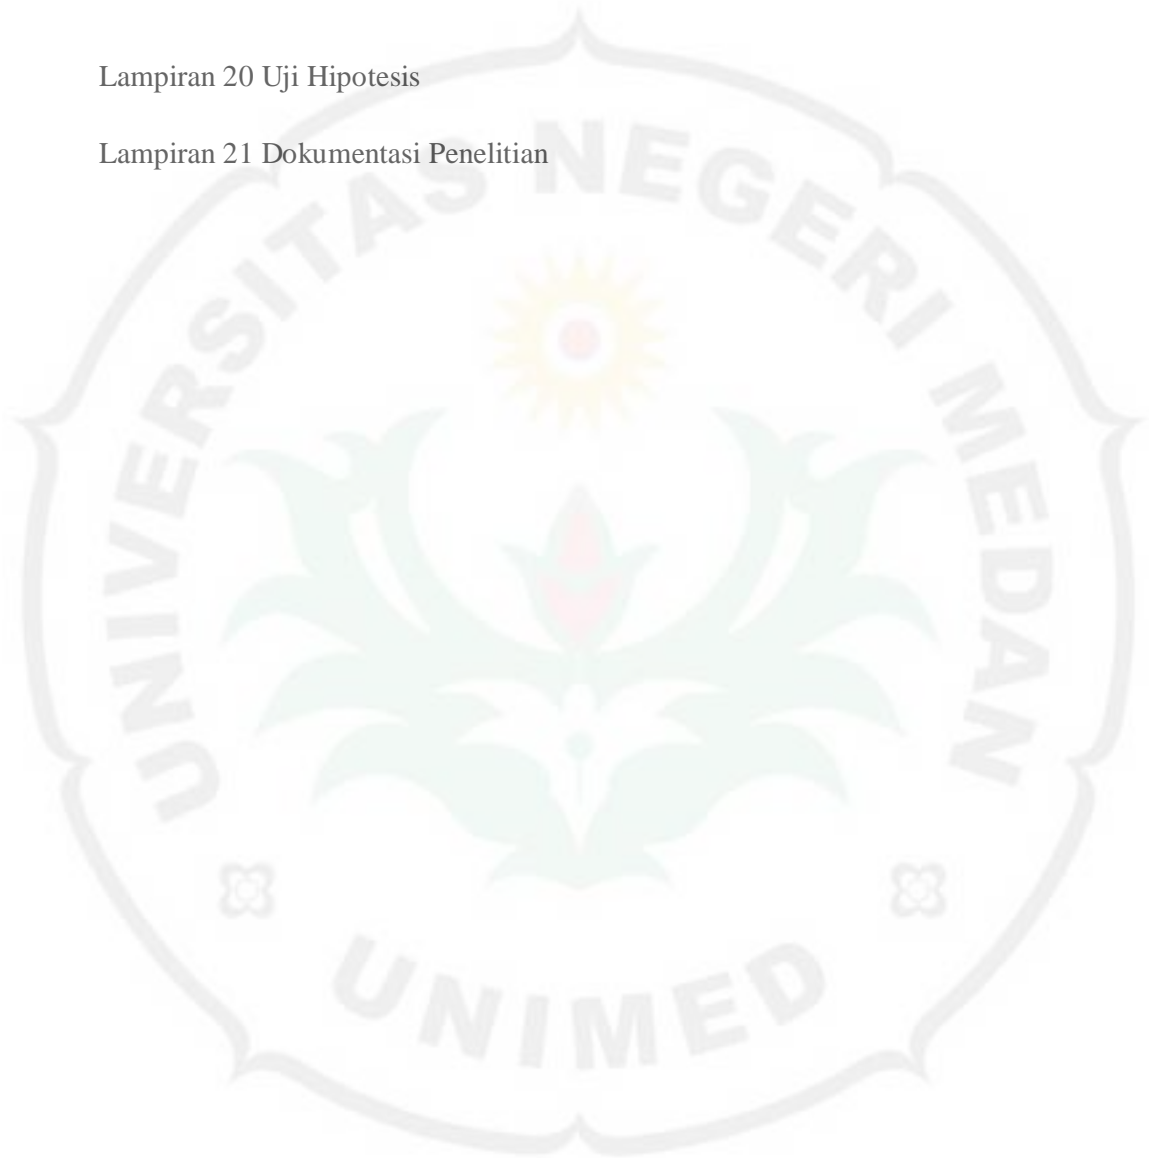 Lampiran 20 Uji Hipotesis
Lampiran 21 Dokumentasi Penelitian
UNIVERSITAS NEGERI MEDAN
UNIMED